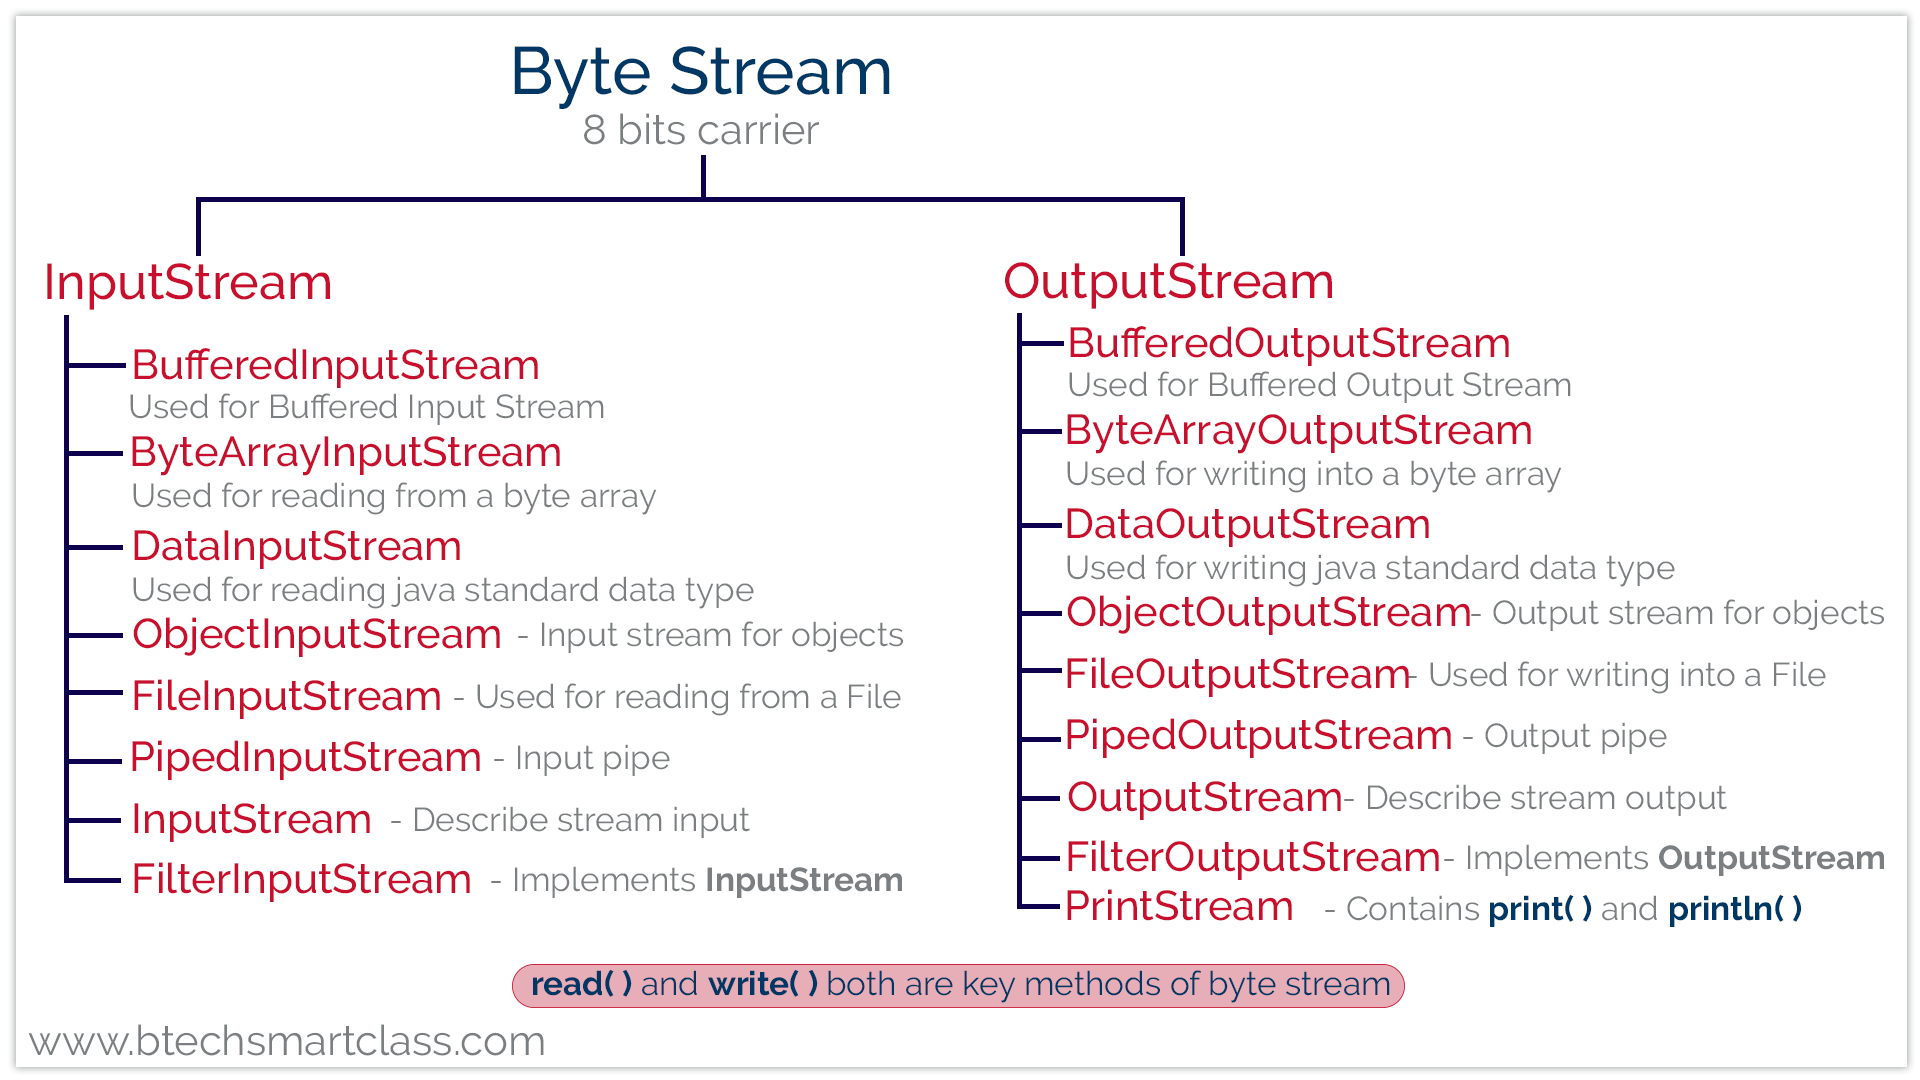 Byte Stream
8 bits carrier
InputStream
BufferedInputStream
Used for Buffered Input Stream
ByteArrayInputStream
Used for reading from a byte array
DataInputStream
Used for reading java standard data type
ObjectInputStream - Input stream for objects
FileInputStream - Used for reading from a File
PipedInputStream - Input pipe
InputStream - Describe stream input
FilterInputStream - Implements InputStream
OutputStream
BufferedOutputStream
Used for Buffered Output Stream
ByteArrayOutputStream
Used for writing into a byte array
DataOutputStream
Used for writing java standard data type
ObjectOutputStream- Output stream for objects
FileOutputStream- Used for writing into a File
PipedOutputStream - Output pipe
OutputStream- Describe stream output
FilterOutputStream- Implements OutputStream
PrintStream - Contains print( ) and println( )
read( ) and write( ) both are key methods of byte stream
www.btechsmartclass.com